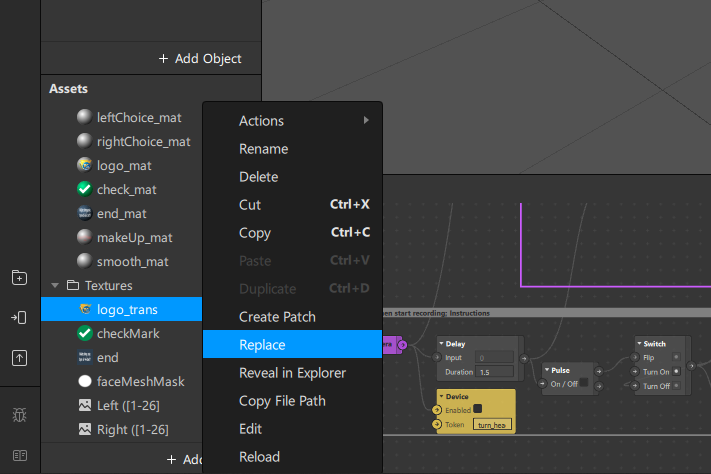 + Add Object
Assets
leftChoice_mat
rightChoice_mat
logo_mat
check_mat
end_mat
makeUp_mat
smooth_mat
Textures
logo_trans
checkMark
end
faceMeshMask
Left ([1-26]
Right ([1-26]
Actions
Rename
Delete
Cut Ctrl+X
Copy Ctrl+C
Paste Ctrl+V
Duplicate Ctrl+D
Create Patch
Replace
Reveal in Explorer
Copy File Path
Edit
Reload
start recording: Instructions
Delay
Input 0
Duration 1.5
Device
Enabled
Token turn_hea
Pulse
On / Off
Switch
Flip
Turn On
Turn Off